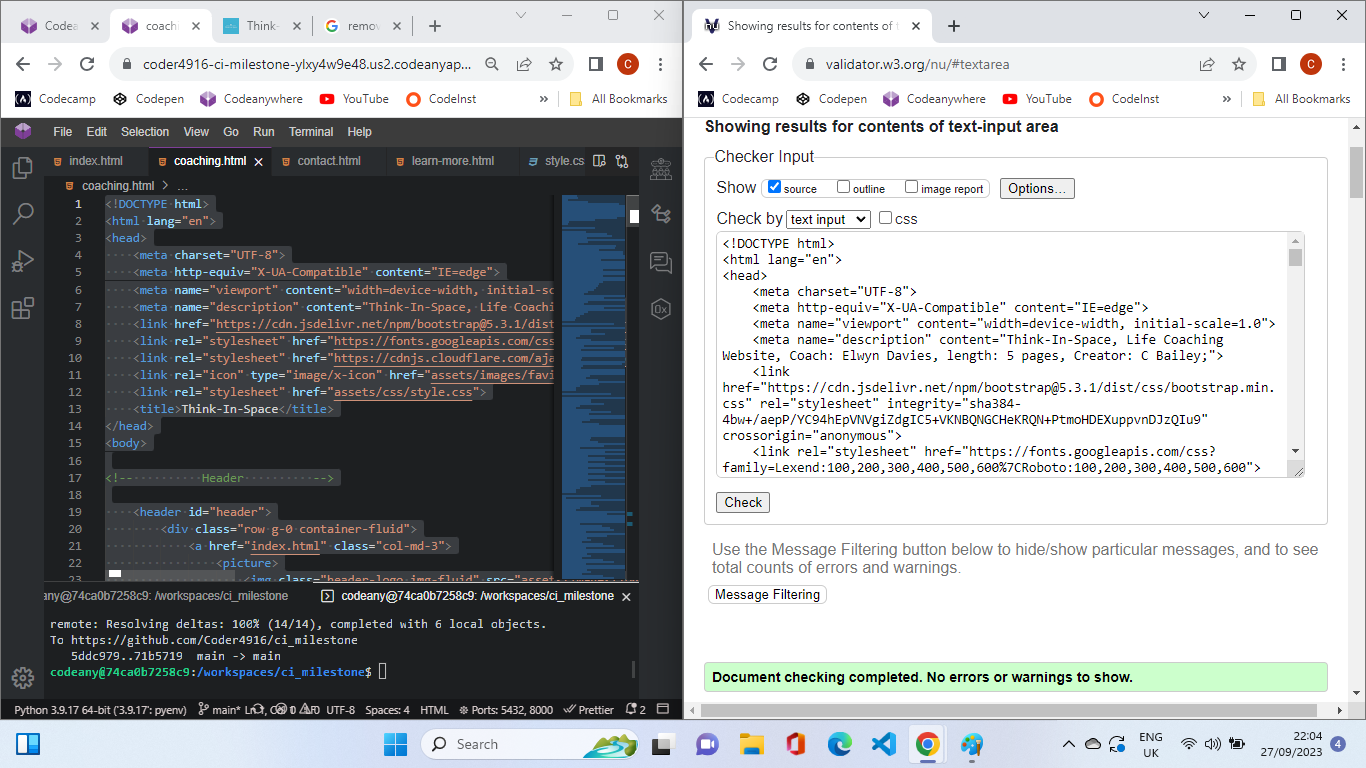 Codea
coachi
Think-
remov
coder4916-ci-milestone-ylxy4w9e48.us2.codeanyap...
C
Codecamp
Codepen
Codeanywhere
YouTube
CodeInst
»
All Bookmarks
File Edit Selection View Go Run Terminal Help
index.html
coaching.html
contact.html
learn-more.html
style.cs
coaching.html > ...
1 <!DOCTYPE html>
2 <html lang="en">
3 <head>
4 <meta charset="UTF-8">
5 <meta http-equiv="X-UA-Compatible" content="IE=edge">
6 <meta name="viewport" content="width=device-width, initial-sc
7 <meta name="description" content="Think-In-Space, Life Coachi
8 <link href="https://cdn.jsdelivr.net/npm/bootstrap@5.3.1/dist
9 <link rel="stylesheet" href="https://fonts.googleapis.com/css
10 <link rel="stylesheet" href="https://cdnjs.cloudflare.com/aja
11 <link rel="icon" type="image/x-icon" href="assets/images/favi
12 <link rel="stylesheet" href="assets/css/style.css">
13 <title>Think-In-Space</title>
14 </head>
15 <body>
16
17 <!-- Header -->
18
19 <header id="header">
20 <div class="row g-0 container-fluid">
21 <a href="index.html" class="col-md-3">
22 <picture>
23 <img class="header-logo img-fluid" src="asset
any@74ca0b7258c9: /workspaces/ci_milestone
codeany@74ca0b7258c9: /workspaces/ci_milestone
remote: Resolving deltas: 100% (14/14), completed with 6 local objects.
To https://github.com/Coder4916/ci_milestone
5ddc979..71b5719 main -> main
codeany@74ca0b7258c9:/workspaces/ci_milestone$
Python 3.9.17 64-bit ('3.9.17': pyenv) main* UTF-8 Spaces: 4 HTML Ports: 5432, 8000 Prettier 2
Showing results for contents of t
validator.w3.org/nu/#textarea
C
Codecamp
Codepen
Codeanywhere
YouTube
CodeInst
»
All Bookmarks
Showing results for contents of text-input area
Checker Input
Show source outline image report Options...
Check by text input css
<!DOCTYPE html>
<html lang="en">
<head>
<meta charset="UTF-8">
<meta http-equiv="X-UA-Compatible" content="IE=edge">
<meta name="viewport" content="width=device-width, initial-scale=1.0">
<meta name="description" content="Think-In-Space, Life Coaching
Website, Coach: Elwyn Davies, length: 5 pages, Creator: C Bailey;">
<link
href="https://cdn.jsdelivr.net/npm/bootstrap@5.3.1/dist/css/bootstrap.min.
css" rel="stylesheet" integrity="sha384-
4bw+/aepP/YC94hEpVNVgiZdgIC5+VKNBQNGCHeKRQN+PtmoHDEXuppvnDJzQIu9"
crossorigin="anonymous">
<link rel="stylesheet" href="https://fonts.googleapis.com/css?
family=Lexend:100,200,300,400,500,600%7CRoboto:100,200,300,400,500,600">
Check
Use the Message Filtering button below to hide/show particular messages, and to see
total counts of errors and warnings.
Message Filtering
Document checking completed. No errors or warnings to show.
Search
ENG
UK
22:04
27/09/2023
4